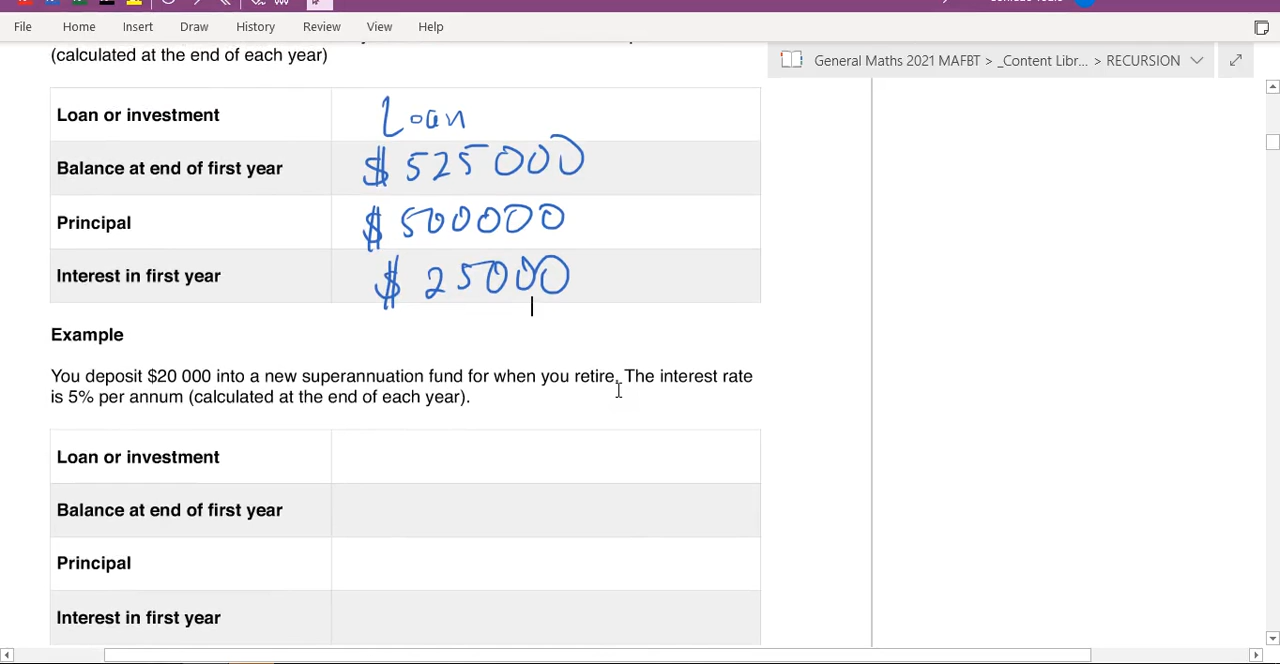 File Home Insert Draw History Review View Help
(calculated at the end of each year)
General Maths 2021 MAFBT > _Content Libr... > RECURSION
Loan or investment Loan
Balance at end of first year $ 525000
Principal $ 500000
Interest in first year $ 25000
Example
You deposit $20 000 into a new superannuation fund for when you retire. The interest rate
is 5% per annum (calculated at the end of each year).
Loan or investment
Balance at end of first year
Principal
Interest in first year